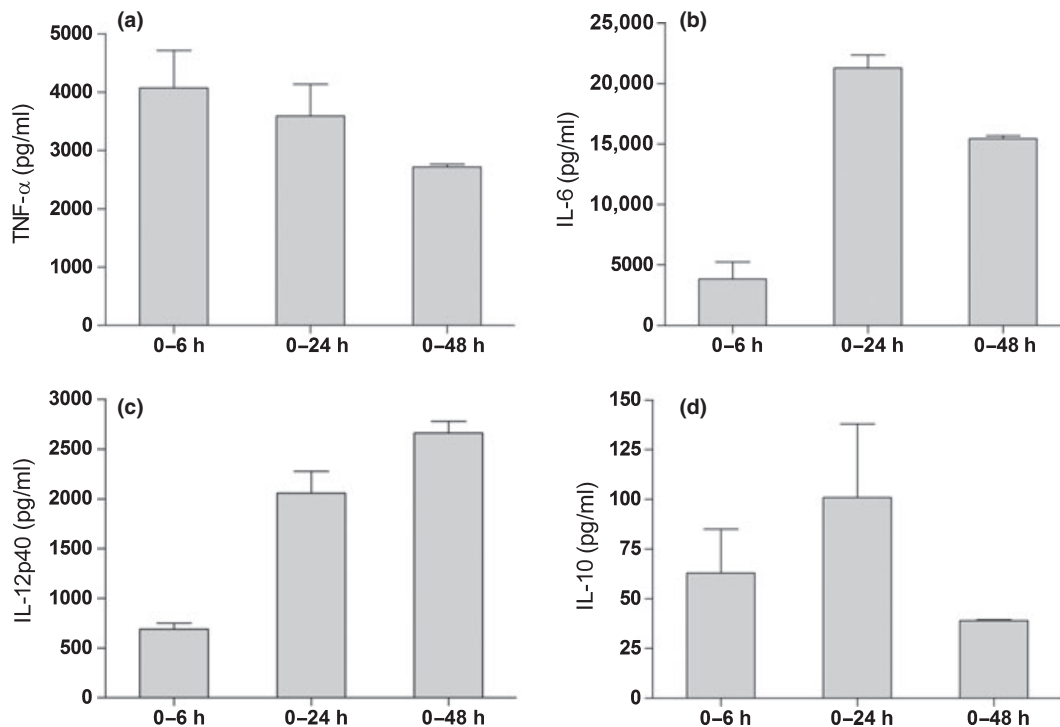 (a)
TNF-α (pg/ml)
5000
4000
3000
2000
1000
0
0–6 h 0–24 h 0–48 h
(b)
IL-6 (pg/ml)
25,000
20,000
15,000
10,000
5000
0
0–6 h 0–24 h 0–48 h
(c)
IL-12p40 (pg/ml)
3000
2500
2000
1500
1000
500
0
0–6 h 0–24 h 0–48 h
(d)
IL-10 (pg/ml)
150
125
100
75
50
25
0
0–6 h 0–24 h 0–48 h